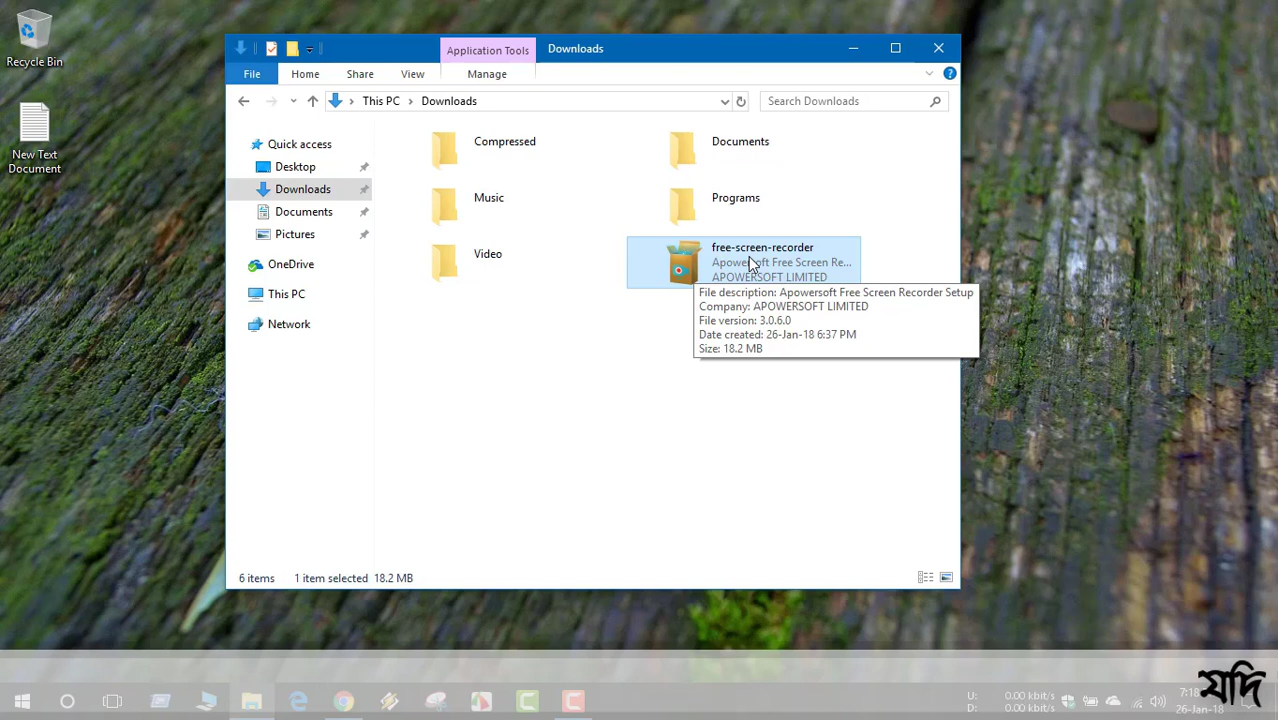 Recycle Bin
New Text
Document
Application Tools
Downloads
File
Home
Share
View
Manage
This PC
Downloads
Search Downloads
Quick access
Desktop
Downloads
Documents
Pictures
OneDrive
This PC
Network
Compressed
Documents
Music
Programs
Video
free-screen-recorder
Apowersoft Free Screen Re...
APOWERSOFT LIMITED
File description: Apowersoft Free Screen Recorder Setup
Company: APOWERSOFT LIMITED
File version: 3.0.6.0
Date created: 26-Jan-18 6:37 PM
Size: 18.2 MB
6 items
1 item selected
18.2 MB
U: 0.00 kbit/s
D: 0.00 kbit/s
26-Jan-18
যদি